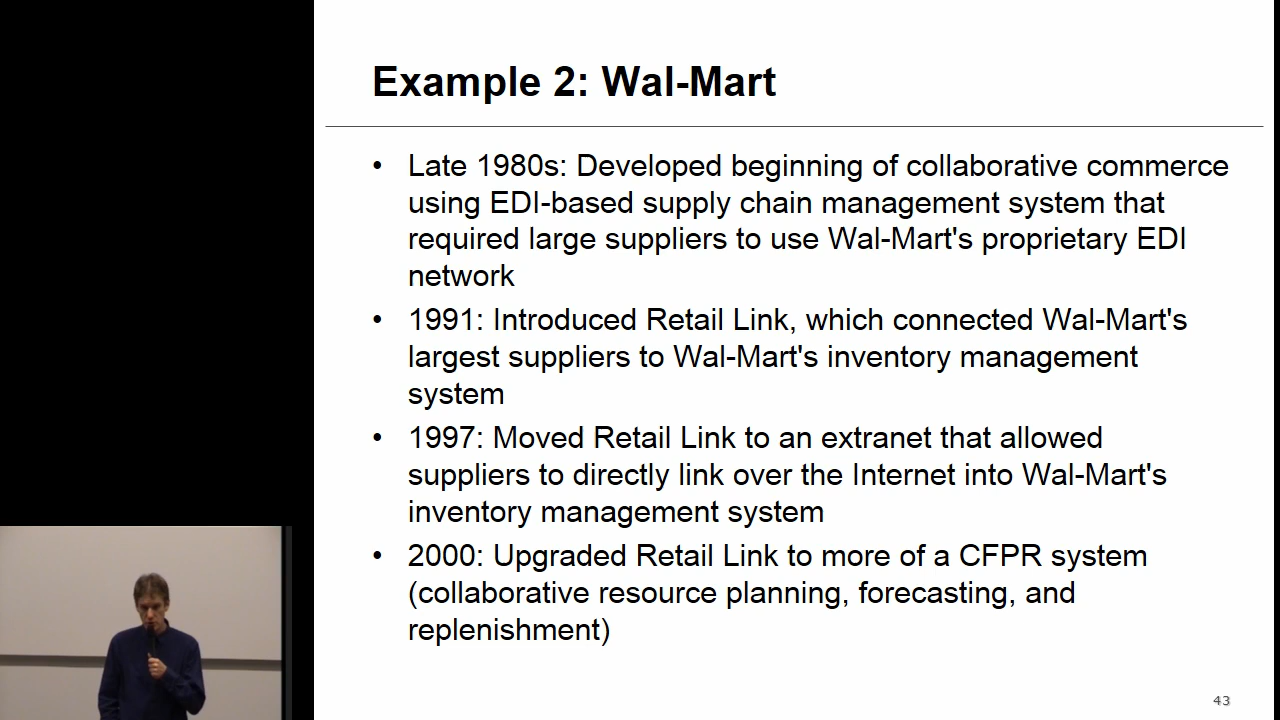 Example 2: Wal-Mart
• Late 1980s: Developed beginning of collaborative commerce
using EDI-based supply chain management system that
required large suppliers to use Wal-Mart's proprietary EDI
network
• 1991: Introduced Retail Link, which connected Wal-Mart's
largest suppliers to Wal-Mart's inventory management
system
• 1997: Moved Retail Link to an extranet that allowed
suppliers to directly link over the Internet into Wal-Mart's
inventory management system
• 2000: Upgraded Retail Link to more of a CFPR system
(collaborative resource planning, forecasting, and
replenishment)
43